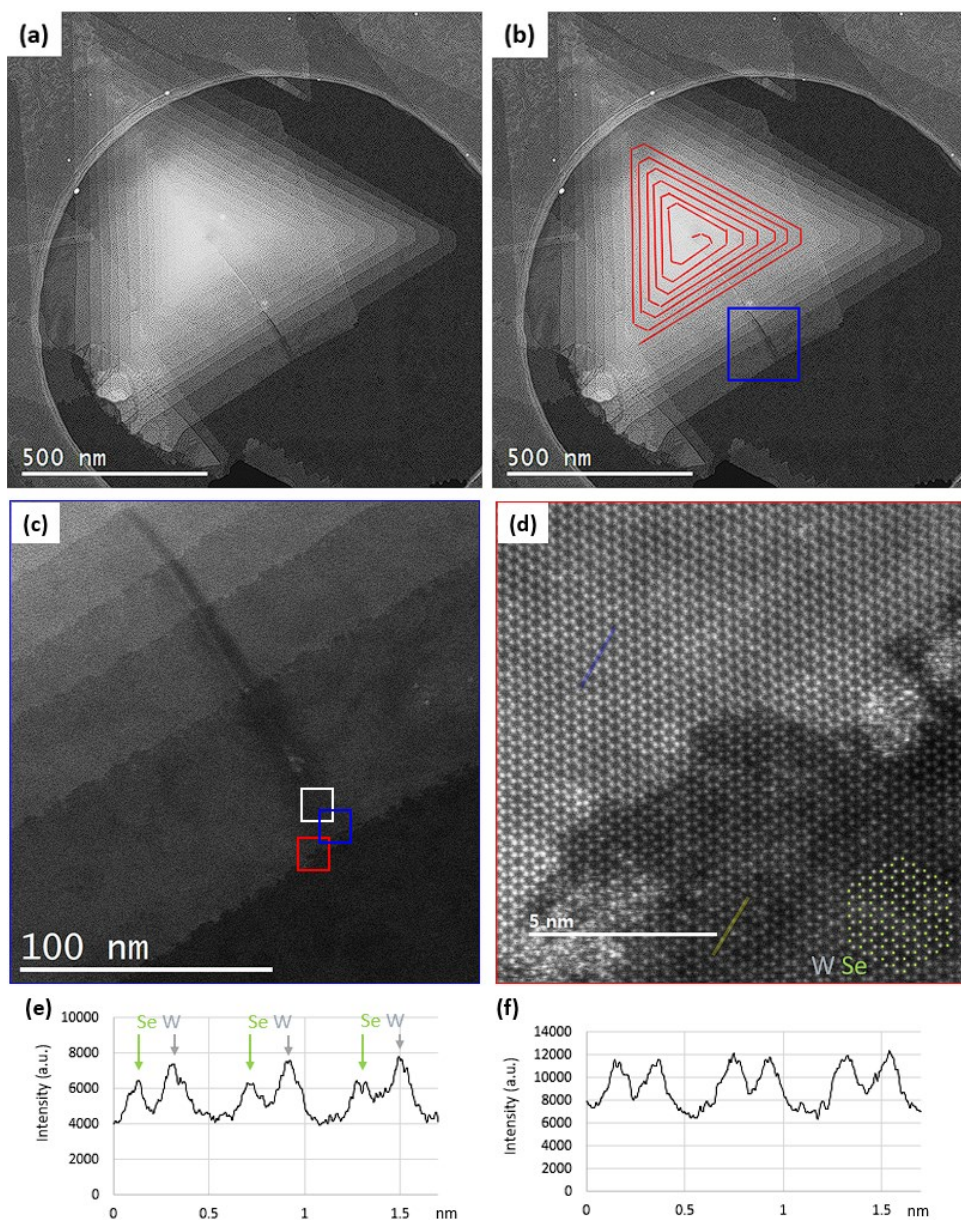 (a)
(b)
500 nm
500 nm
(c)
(d)
100 nm
5 nm
W Se
(e)
(f)
10000
8000
6000
4000
2000
0
Intensity (a.u.)
Se W
Se W
Se W
0
0.5
1
1.5
nm
14000
12000
10000
8000
6000
4000
2000
0
Intensity (a.u.)
0
0.5
1
1.5
nm